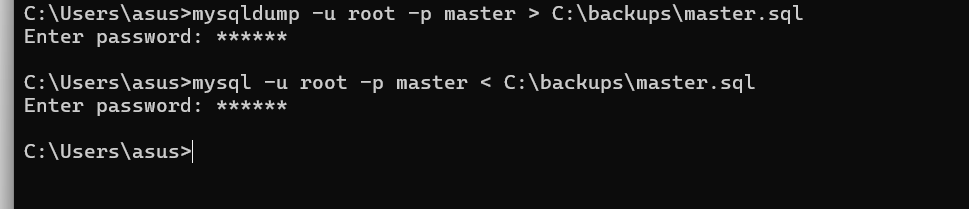 C:\Users\asus>mysqldump -u root -p master > C:\backups\master.sql
Enter password: ******
C:\Users\asus>mysql -u root -p master < C:\backups\master.sql
Enter password: ******
C:\Users\asus>